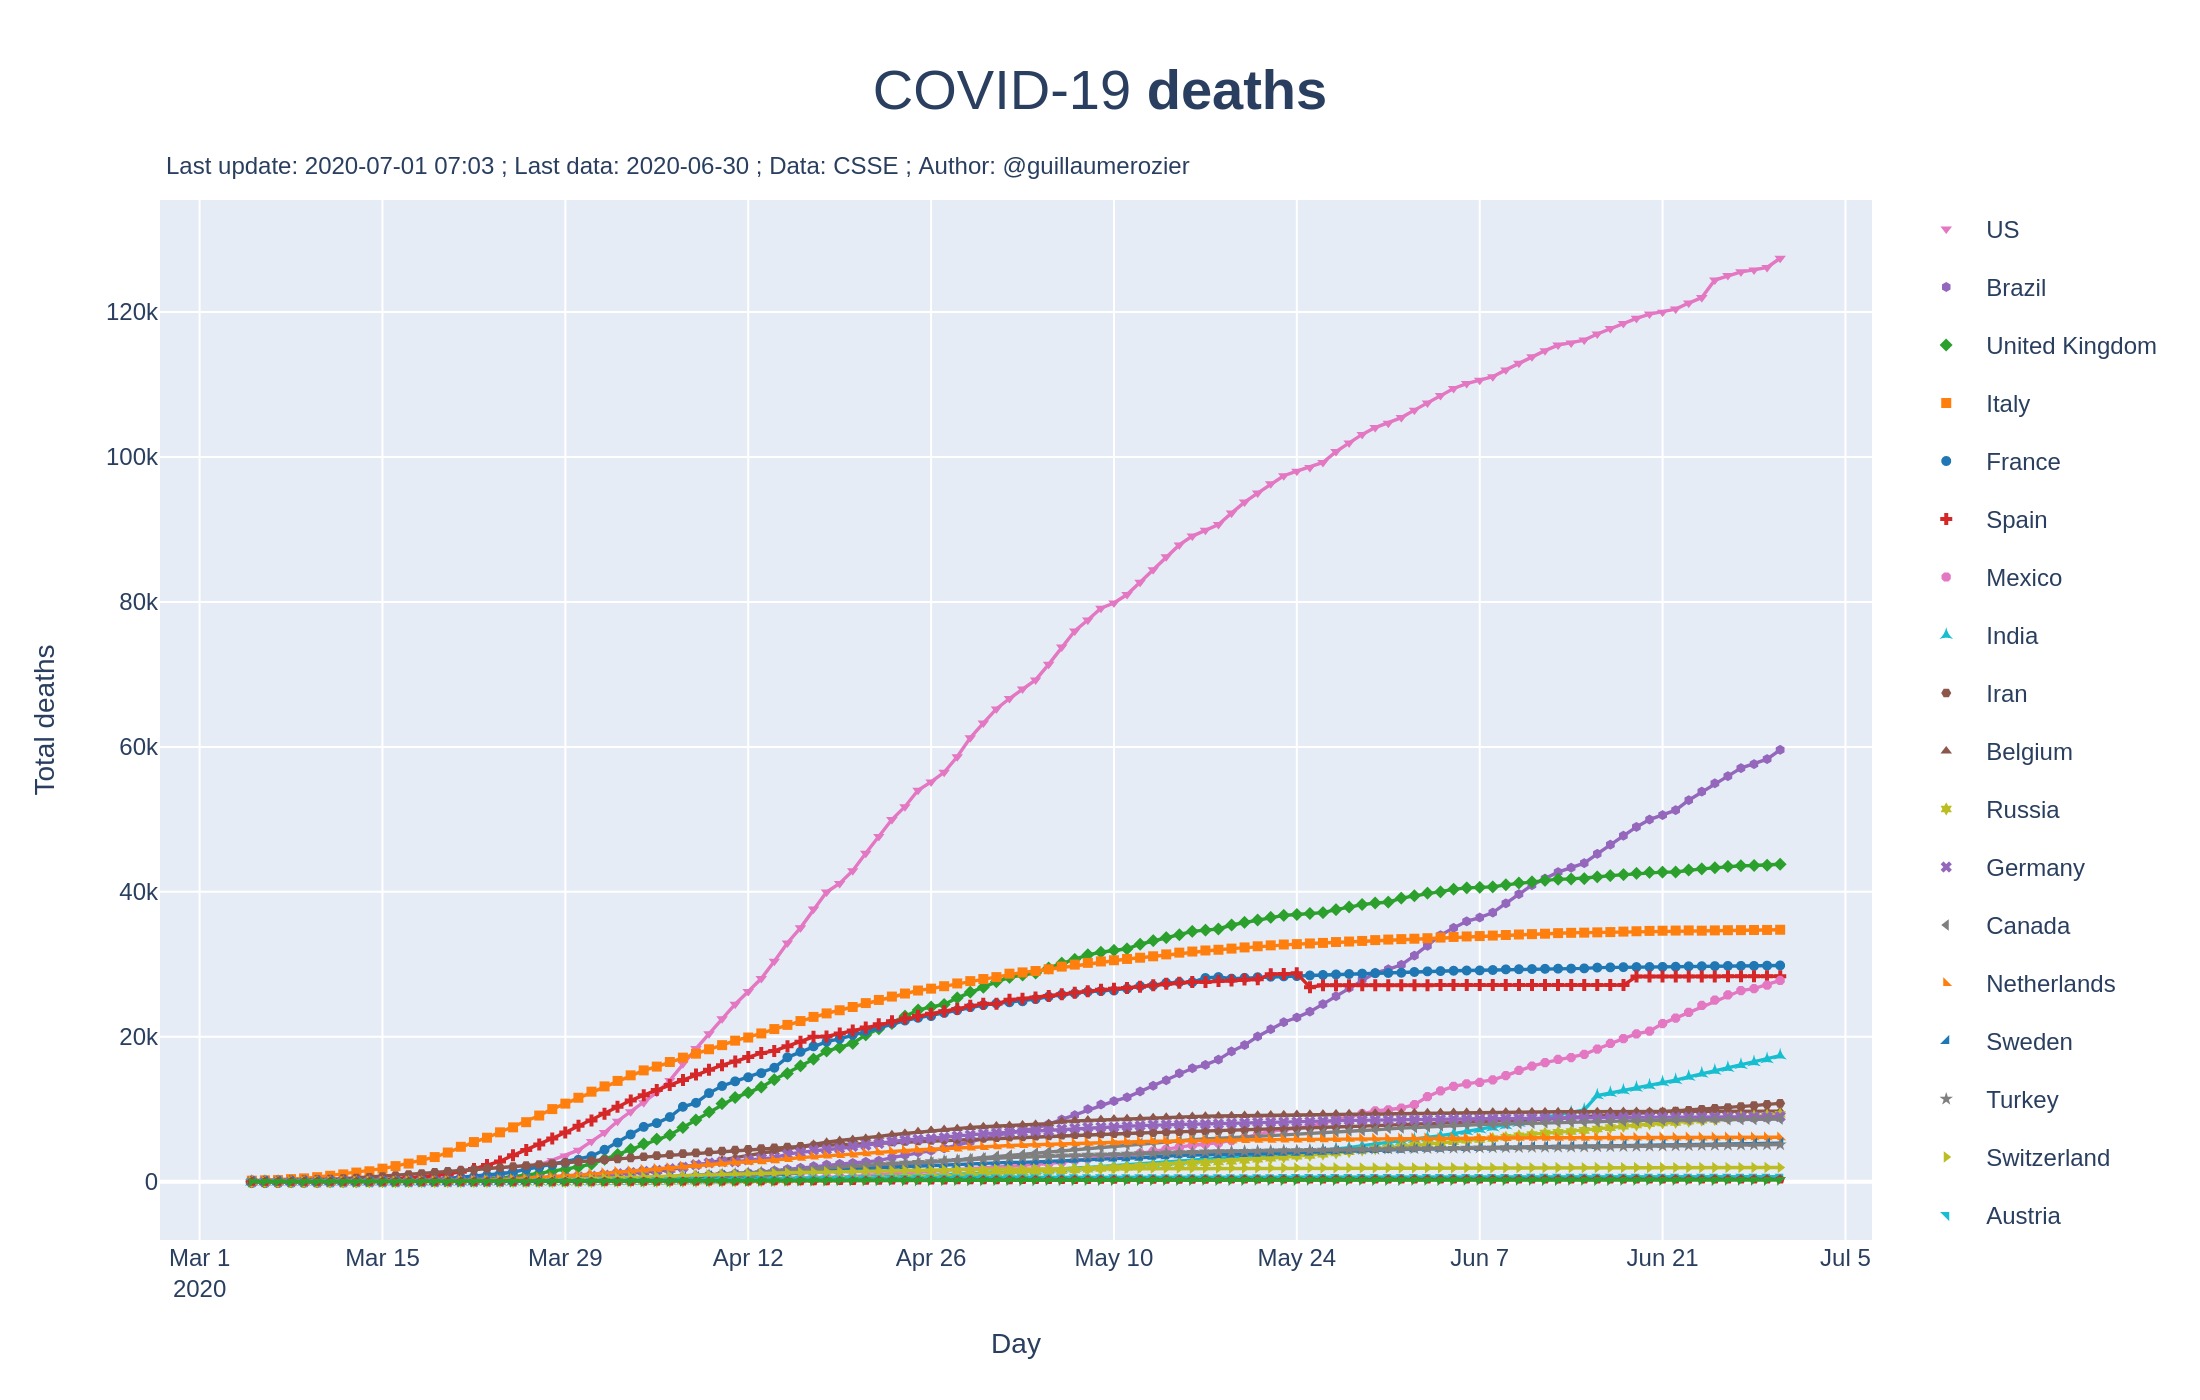 COVID-19 deaths
Last update: 2020-07-01 07:03 ; Last data: 2020-06-30 ; Data: CSSE ; Author: @guillaumerozier
Total deaths
120k
100k
80k
60k
40k
20k
0
Mar 1
2020
Mar 15
Mar 29
Apr 12
Apr 26
May 10
May 24
Jun 7
Jun 21
Jul 5
Day
US
Brazil
United Kingdom
Italy
France
Spain
Mexico
India
Iran
Belgium
Russia
Germany
Canada
Netherlands
Sweden
Turkey
Switzerland
Austria